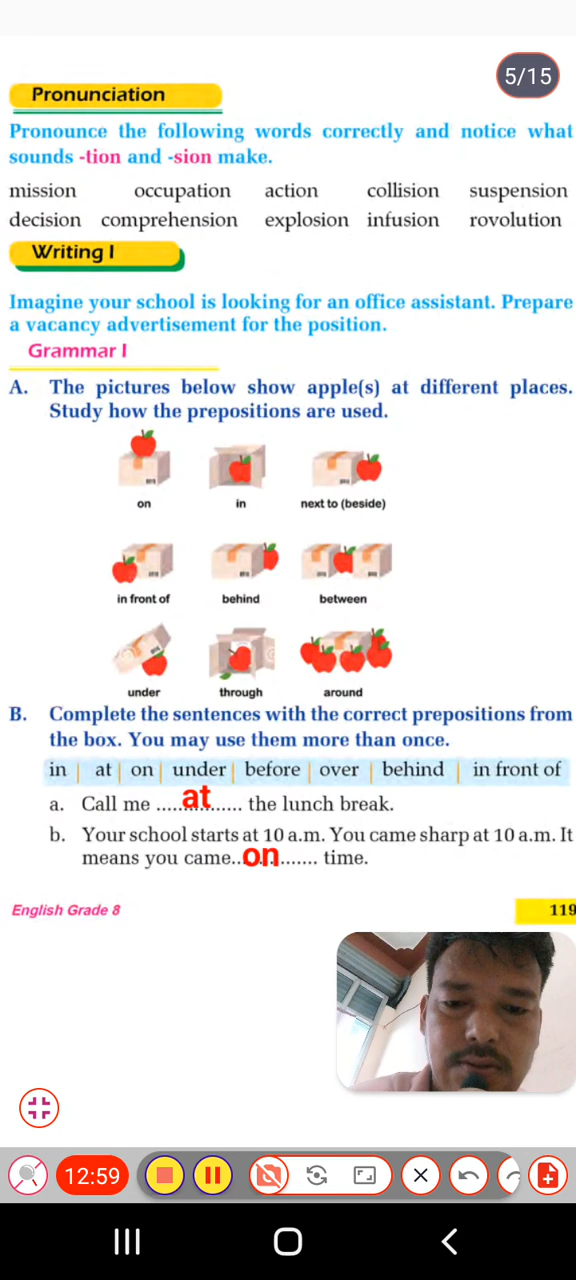 5/15
Pronunciation
Pronounce the following words correctly and notice what
sounds -tion and -sion make.
mission occupation action collision suspension
decision comprehension explosion infusion rovolution
Writing I
Imagine your school is looking for an office assistant. Prepare
a vacancy advertisement for the position.
Grammar I
A. The pictures below show apple(s) at different places.
Study how the prepositions are used.
on in next to (beside)
in front of behind between
under through around
B. Complete the sentences with the correct prepositions from
the box. You may use them more than once.
in | at | on | under | before | over | behind | in front of
a. Call me .....at...... the lunch break.
b. Your school starts at 10 a.m. You came sharp at 10 a.m. It
means you came..on....... time.
English Grade 8 119
12:59